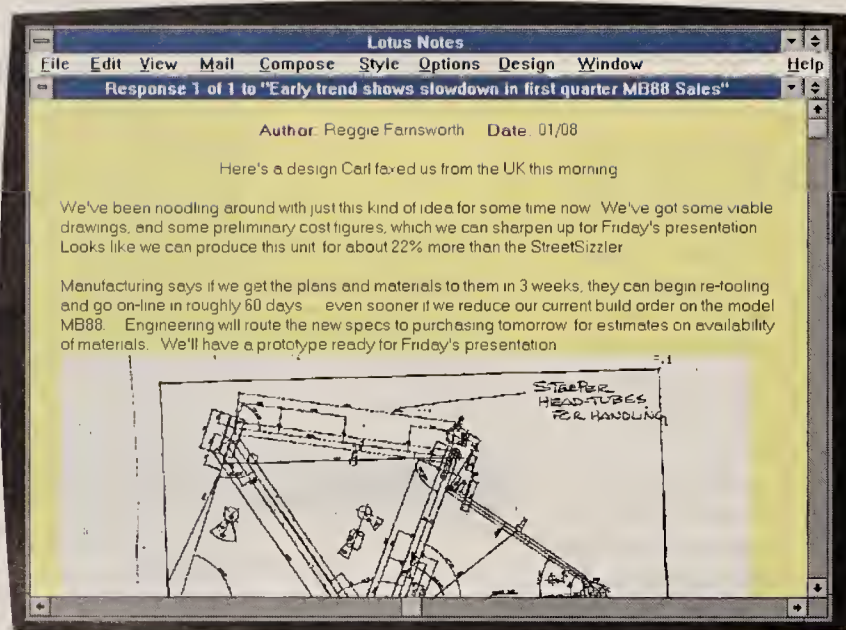 Lotus Notes
File Edit View Mail Compose Style Options Design Window Help
Response 1 of 1 to "Early trend shows slowdown in first quarter MB88 Sales"
Author: Reggie Farnsworth Date: 01/08
Here's a design Carl faxed us from the UK this morning
We've been noodling around with just this kind of idea for some time now We've got some viable
drawings, and some preliminary cost figures, which we can sharpen up for Friday's presentation
Looks like we can produce this unit for about 22% more than the StreetSizzler
Manufacturing says if we get the plans and materials to them in 3 weeks, they can begin re-tooling
and go on-line in roughly 60 days ... even sooner if we reduce our current build order on the model
MB88. Engineering will route the new specs to purchasing tomorrow for estimates on availability
of materials. We'll have a prototype ready for Friday's presentation
STEEPER
HEAD-TUBES
FOR HANDLING